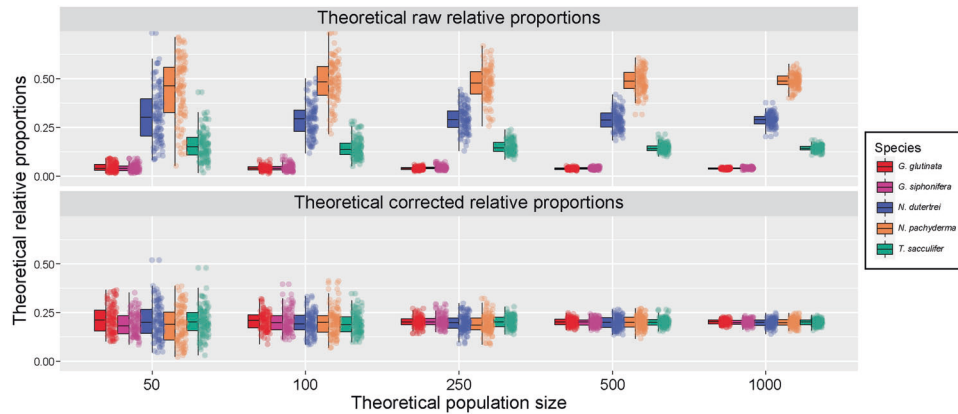 Theoretical raw relative proportions
0.50
0.25
0.00
Theoretical corrected relative proportions
0.50
0.25
0.00
Theoretical relative proportions
50 100 250 500 1000
Theoretical population size
Species
G. glutinata
G. siphonifera
N. dutertrei
N. pachyderma
T. sacculifer